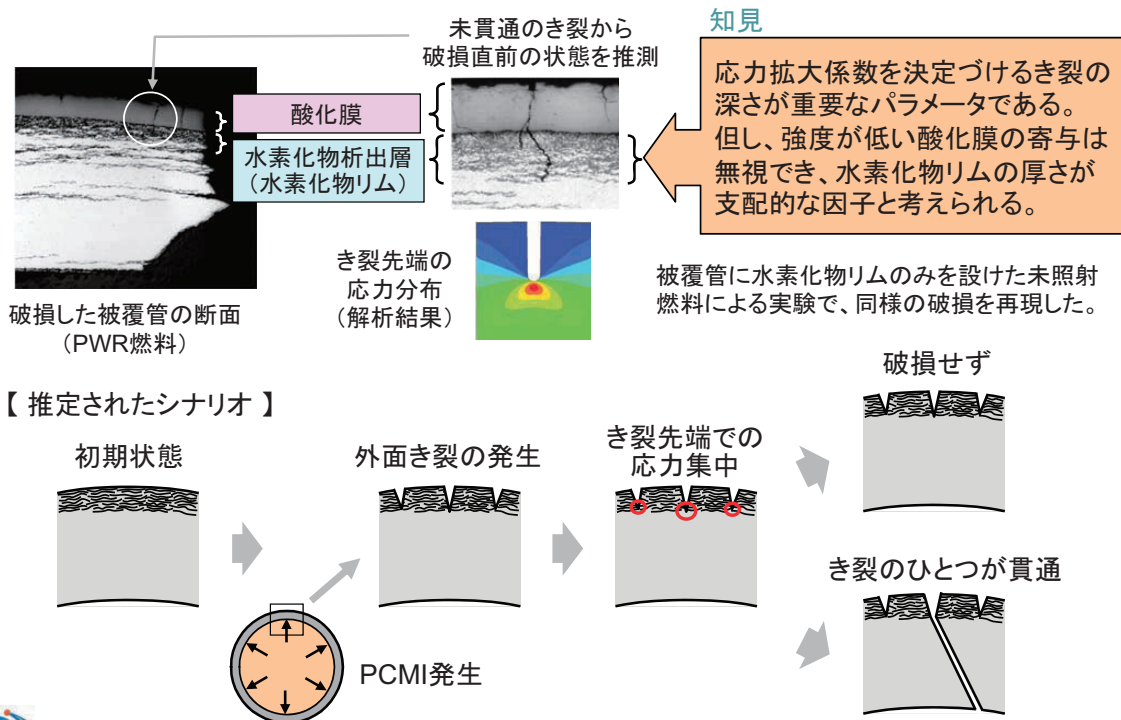 未貫通のき裂から
破損直前の状態を推測
知見
応力拡大係数を決定づけるき裂の
深さが重要なパラメータである。
但し、強度が低い酸化膜の寄与は
無視でき、水素化物リムの厚さが
支配的な因子と考えられる。
酸化膜
水素化物析出層
（水素化物リム）
き裂先端の
応力分布
（解析結果）
被覆管に水素化物リムのみを設けた未照射
燃料による実験で、同様の破損を再現した。
破損した被覆管の断面
（PWR燃料）
【 推定されたシナリオ 】
初期状態
外面き裂の発生
き裂先端での
応力集中
破損せず
き裂のひとつが貫通
PCMI発生